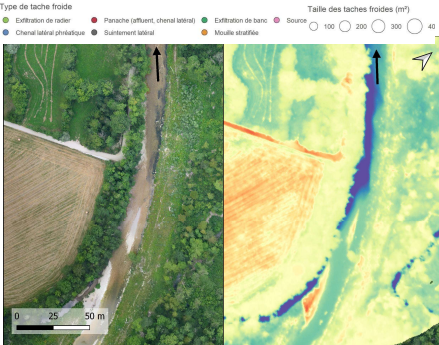 Type de tache froide
Taille des taches froides (m²)
Exfiltration de radier
Panache (affluent, chenal latéral)
Exfiltration de banc
Source
100
200
300
40
Chenal latéral phréatique
Suintement latéral
Mouille stratifiée
0 25 50 m